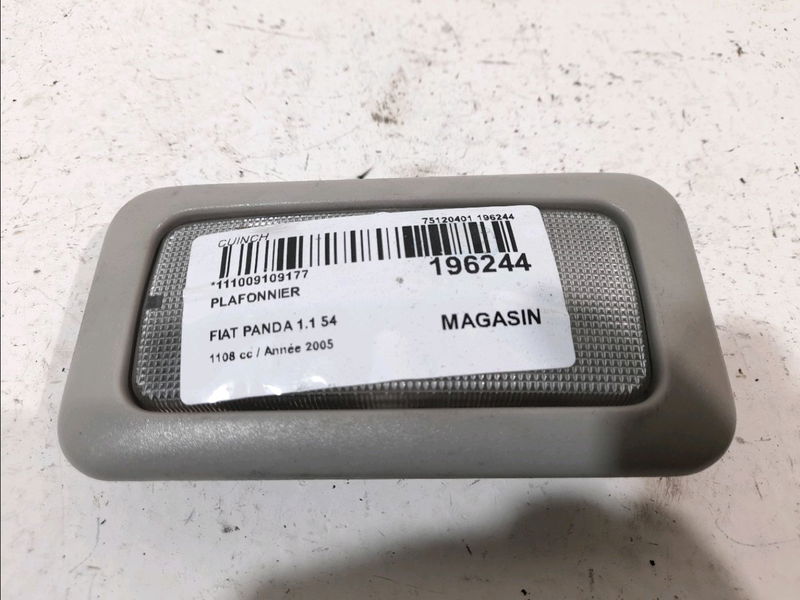 CUINCH 75120401 196244
*111009109177 196244
PLAFONNIER
FIAT PANDA 1.1 54 MAGASIN
1108 cc / Année 2005